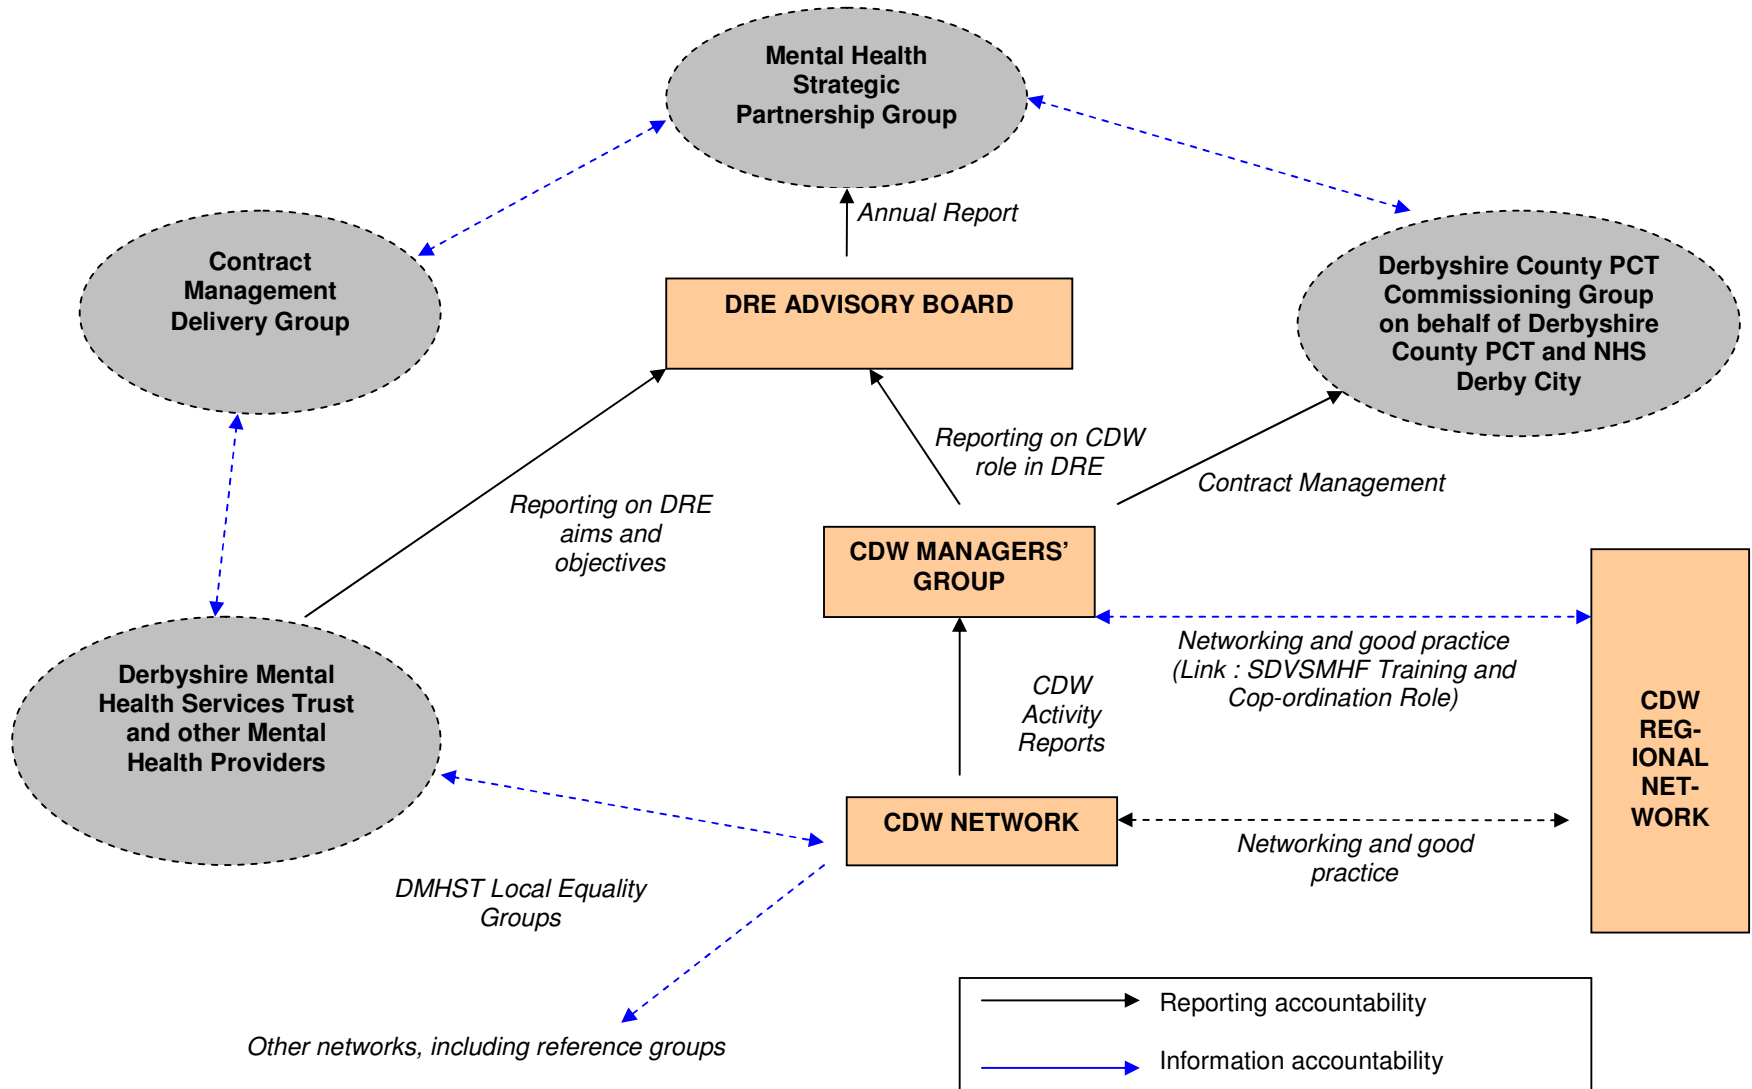 Mental Health
Strategic
Partnership Group
Annual Report
Contract
Management
Delivery Group
DRE ADVISORY BOARD
Derbyshire County PCT
Commissioning Group
on behalf of Derbyshire
County PCT and NHS
Derby City
Reporting on CDW
role in DRE
Contract Management
Reporting on DRE
aims and
objectives
CDW MANAGERS’
GROUP
Networking and good practice
(Link : SDVSMHF Training and
Cop-ordination Role)
Derbyshire Mental
Health Services Trust
and other Mental
Health Providers
CDW
Activity
Reports
CDW
REG-
IONAL
NET-
WORK
CDW NETWORK
Networking and good
practice
DMHST Local Equality
Groups
Other networks, including reference groups
Reporting accountability
Information accountability